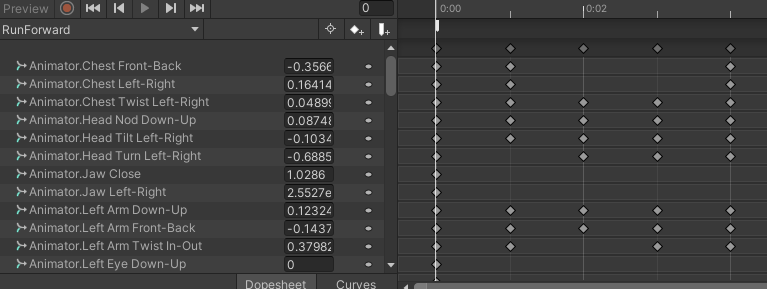 Preview 0 0:00 0:02
RunForward
Animator.Chest Front-Back -0.3566
Animator.Chest Left-Right 0.16414
Animator.Chest Twist Left-Right 0.0489
Animator.Head Nod Down-Up 0.0874
Animator.Head Tilt Left-Right -0.1034
Animator.Head Turn Left-Right -0.6885
Animator.Jaw Close 1.0286
Animator.Jaw Left-Right 2.5527e
Animator.Left Arm Down-Up 0.12324
Animator.Left Arm Front-Back -0.1437
Animator.Left Arm Twist In-Out 0.37982
Animator.Left Eye Down-Up 0
Dopesheet Curves